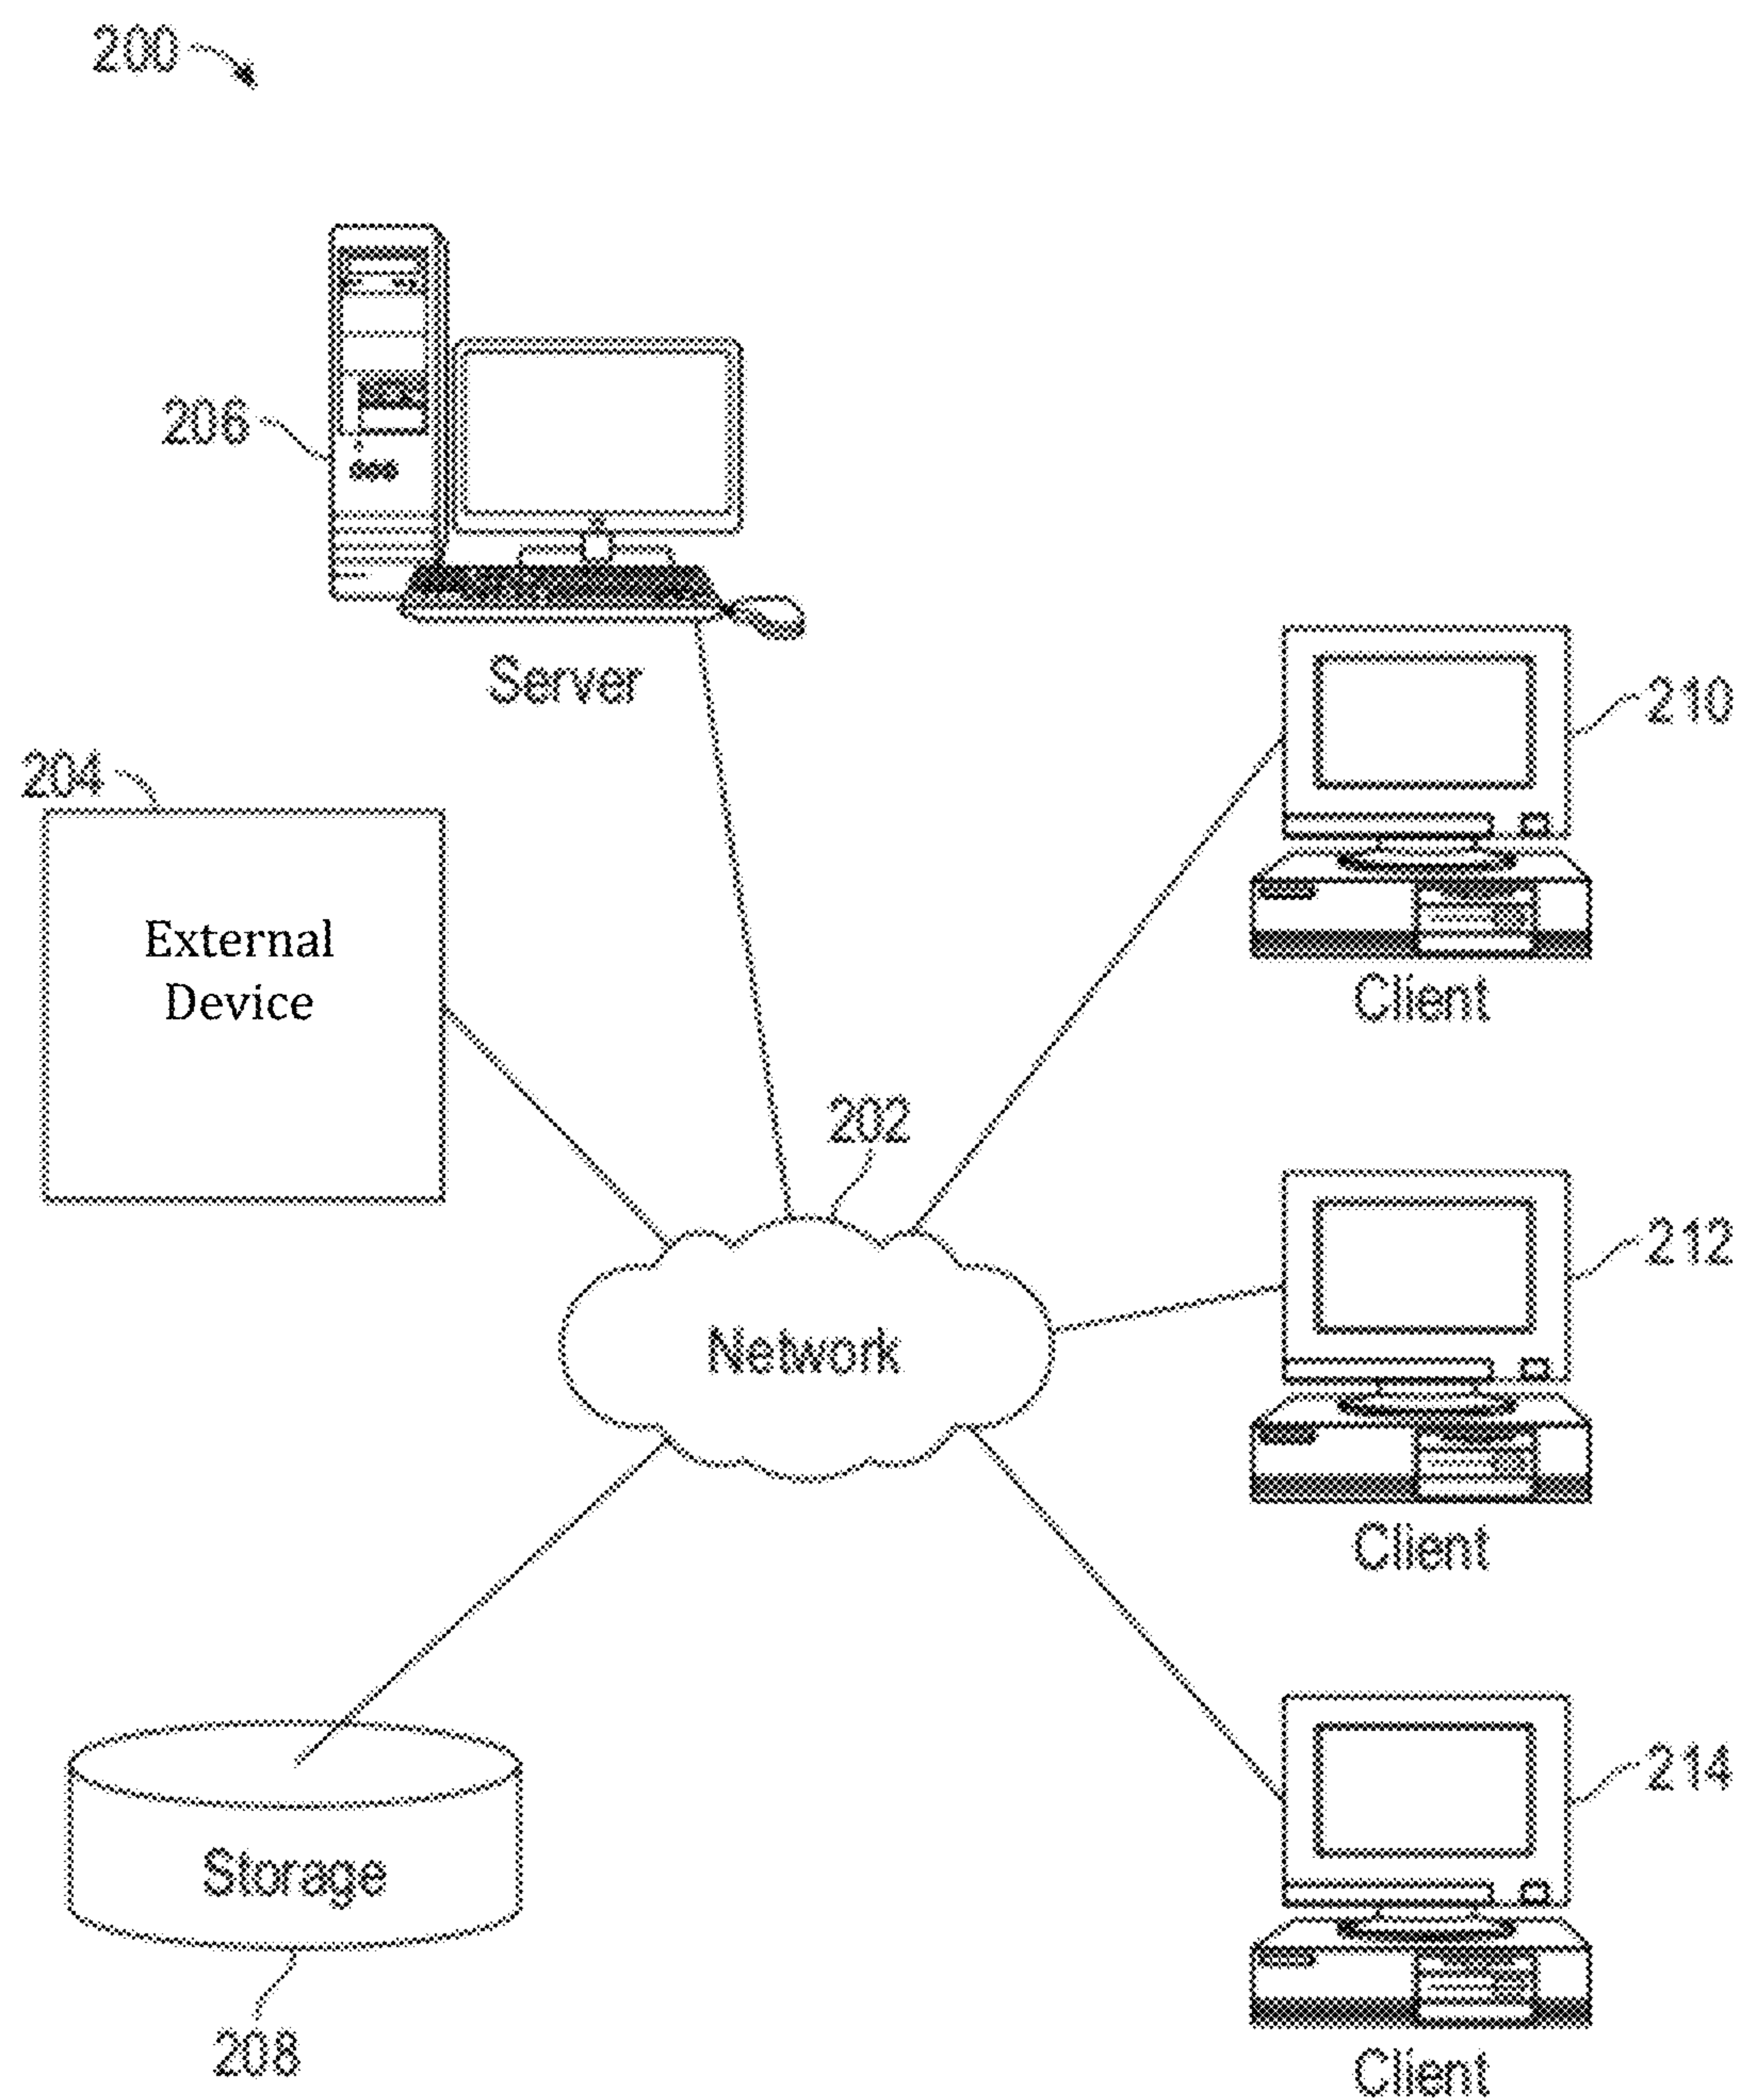 200
206
Server
210
204
External
Device
Client
202
212
Network
Client
214
Storage
208
Client